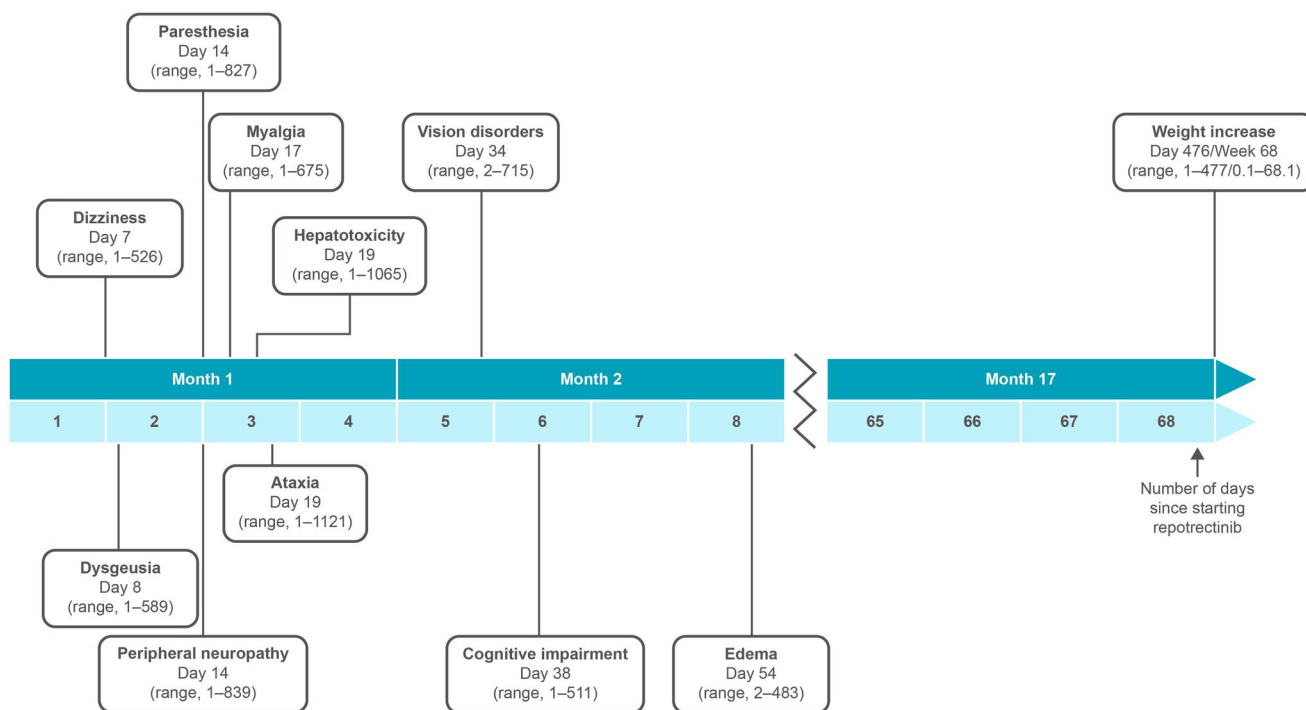 Paresthesia
Day 14
(range, 1–827)
Myalgia
Day 17
(range, 1–675)
Vision disorders
Day 34
(range, 2–715)
Weight increase
Day 476/Week 68
(range, 1–477/0.1–68.1)
Dizziness
Day 7
(range, 1–526)
Hepatotoxicity
Day 19
(range, 1–1065)
Month 1
Month 2
Month 17
1
2
3
4
5
6
7
8
65
66
67
68
Ataxia
Day 19
(range, 1–1121)
Number of days
since starting
repotrectinib
Dysgeusia
Day 8
(range, 1–589)
Peripheral neuropathy
Day 14
(range, 1–839)
Cognitive impairment
Day 38
(range, 1–511)
Edema
Day 54
(range, 2–483)